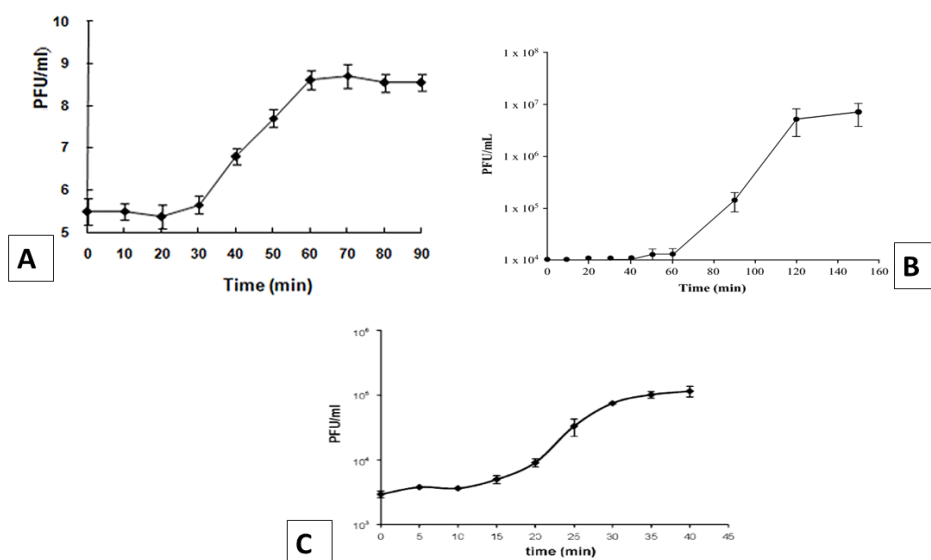 PFU/ml
10
9
8
7
6
5
0 10 20 30 40 50 60 70 80 90
Time (min)
A
PFU/mL
1 x 10⁸
1 x 10⁷
1 x 10⁶
1 x 10⁵
1 x 10⁴
0 20 40 60 80 100 120 140 160
Time (min)
B
PFU/ml
10⁶
10⁵
10⁴
10³
0 5 10 15 20 25 30 35 40 45
time (min)
C